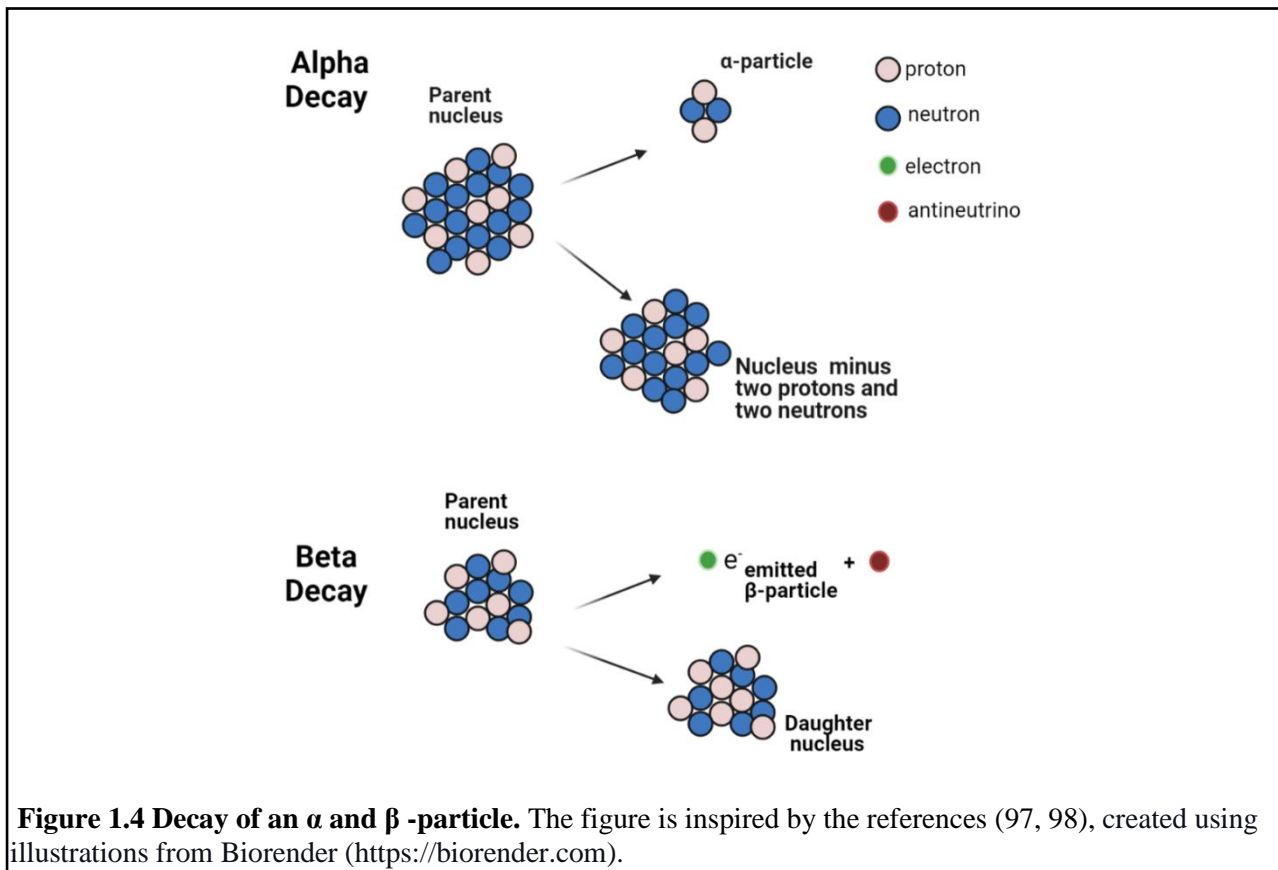 Alpha
Decay
Parent
nucleus
α-particle
proton
neutron
electron
antineutrino
Nucleus minus
two protons and
two neutrons
Beta
Decay
Parent
nucleus
e- emitted
β-particle
+
Daughter
nucleus
Figure 1.4 Decay of an α and β -particle. The figure is inspired by the references (97, 98), created using
illustrations from Biorender (https://biorender.com).